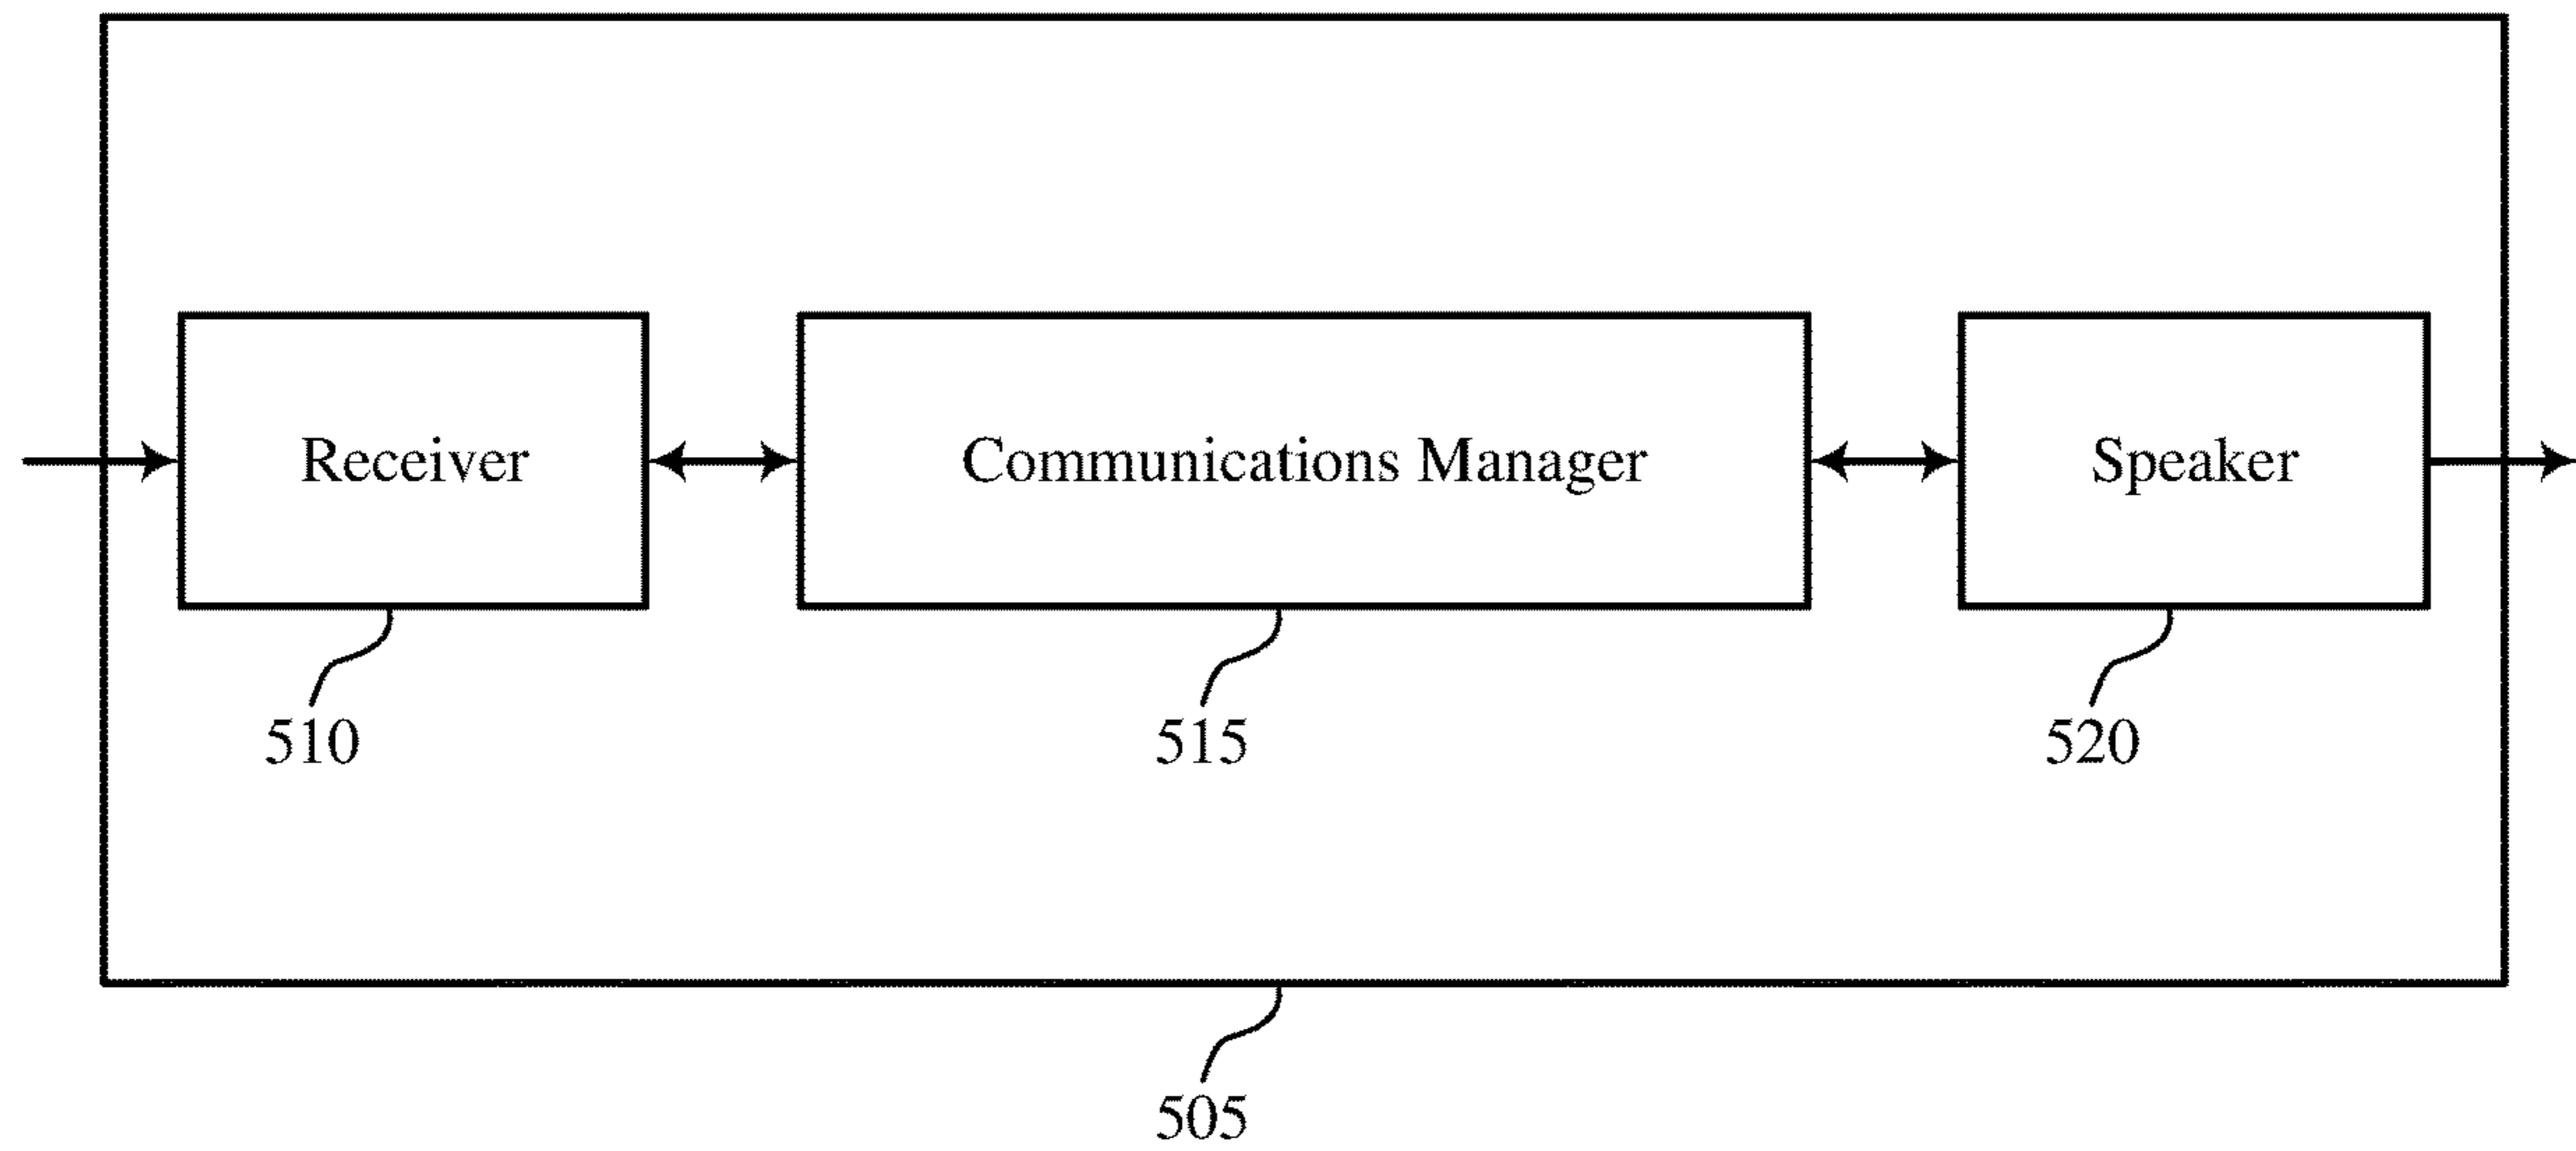 Receiver
Communications Manager
Speaker
510
515
520
505